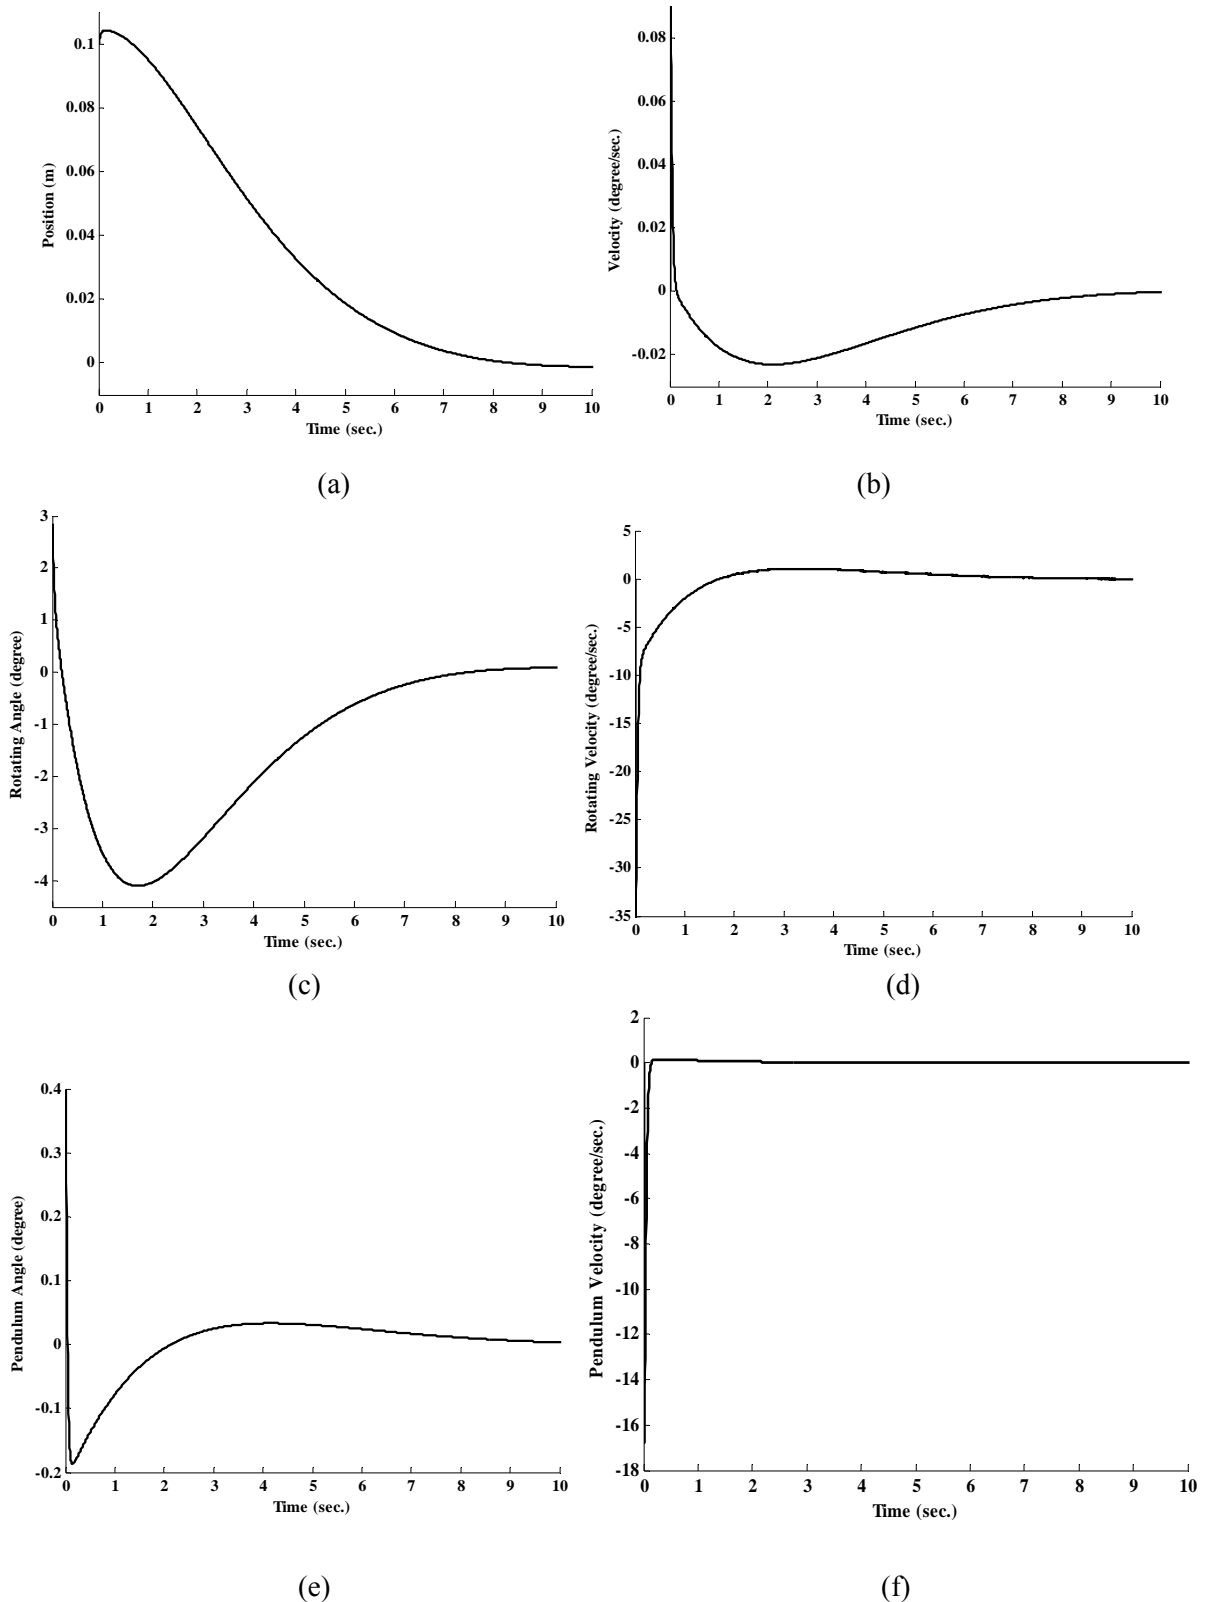 0.1
0.08
0.06
0.04
0.02
0
Position (m)
0 1 2 3 4 5 6 7 8 9 10
Time (sec.)
(a)
0.08
0.06
0.04
0.02
0
-0.02
Velocity (degree/sec.)
0 1 2 3 4 5 6 7 8 9 10
Time (sec.)
(b)
3
2
1
0
-1
-2
-3
-4
Rotating Angle (degree)
0 1 2 3 4 5 6 7 8 9 10
Time (sec.)
(c)
5
0
-5
-10
-15
-20
-25
-30
-35
Rotating Velocity (degree/sec.)
0 1 2 3 4 5 6 7 8 9 10
Time (sec.)
(d)
0.4
0.3
0.2
0.1
0
-0.1
-0.2
Pendulum Angle (degree)
0 1 2 3 4 5 6 7 8 9 10
Time (sec.)
(e)
2
0
-2
-4
-6
-8
-10
-12
-14
-16
-18
Pendulum Velocity (degree/sec.)
0 1 2 3 4 5 6 7 8 9 10
Time (sec.)
(f)